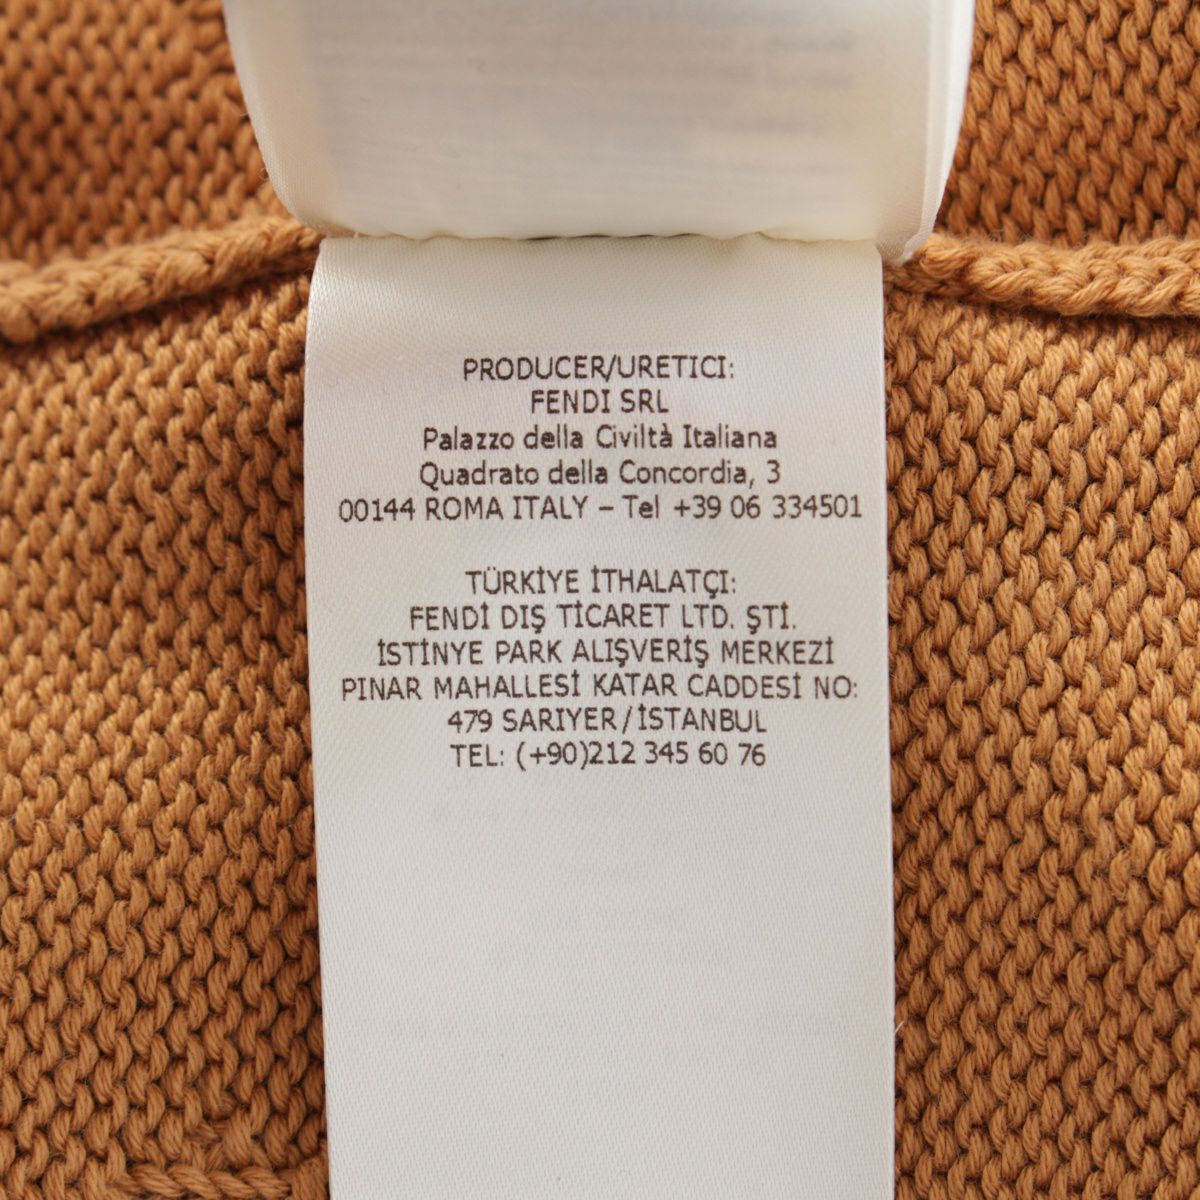 PRODUCER/URETICI:
FENDI SRL
Palazzo della Civiltà Italiana
Quadrato della Concordia, 3
00144 ROMA ITALY – Tel +39 06 334501
TÜRKİYE İTHALATÇI:
FENDİ DIŞ TİCARET LTD. ŞTİ.
İSTİNYE PARK ALIŞVERİŞ MERKEZİ
PINAR MAHALLESİ KATAR CADDESİ NO:
479 SARIYER/İSTANBUL
TEL: (+90)212 345 60 76